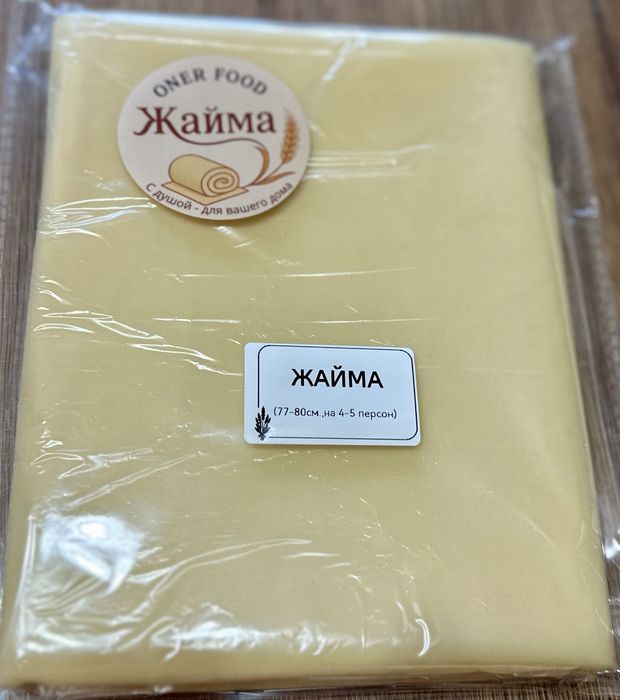 ONER FOOD
Жайма
С душой - для вашего дома
ЖАЙМА
(77-80см.,на 4-5 персон)